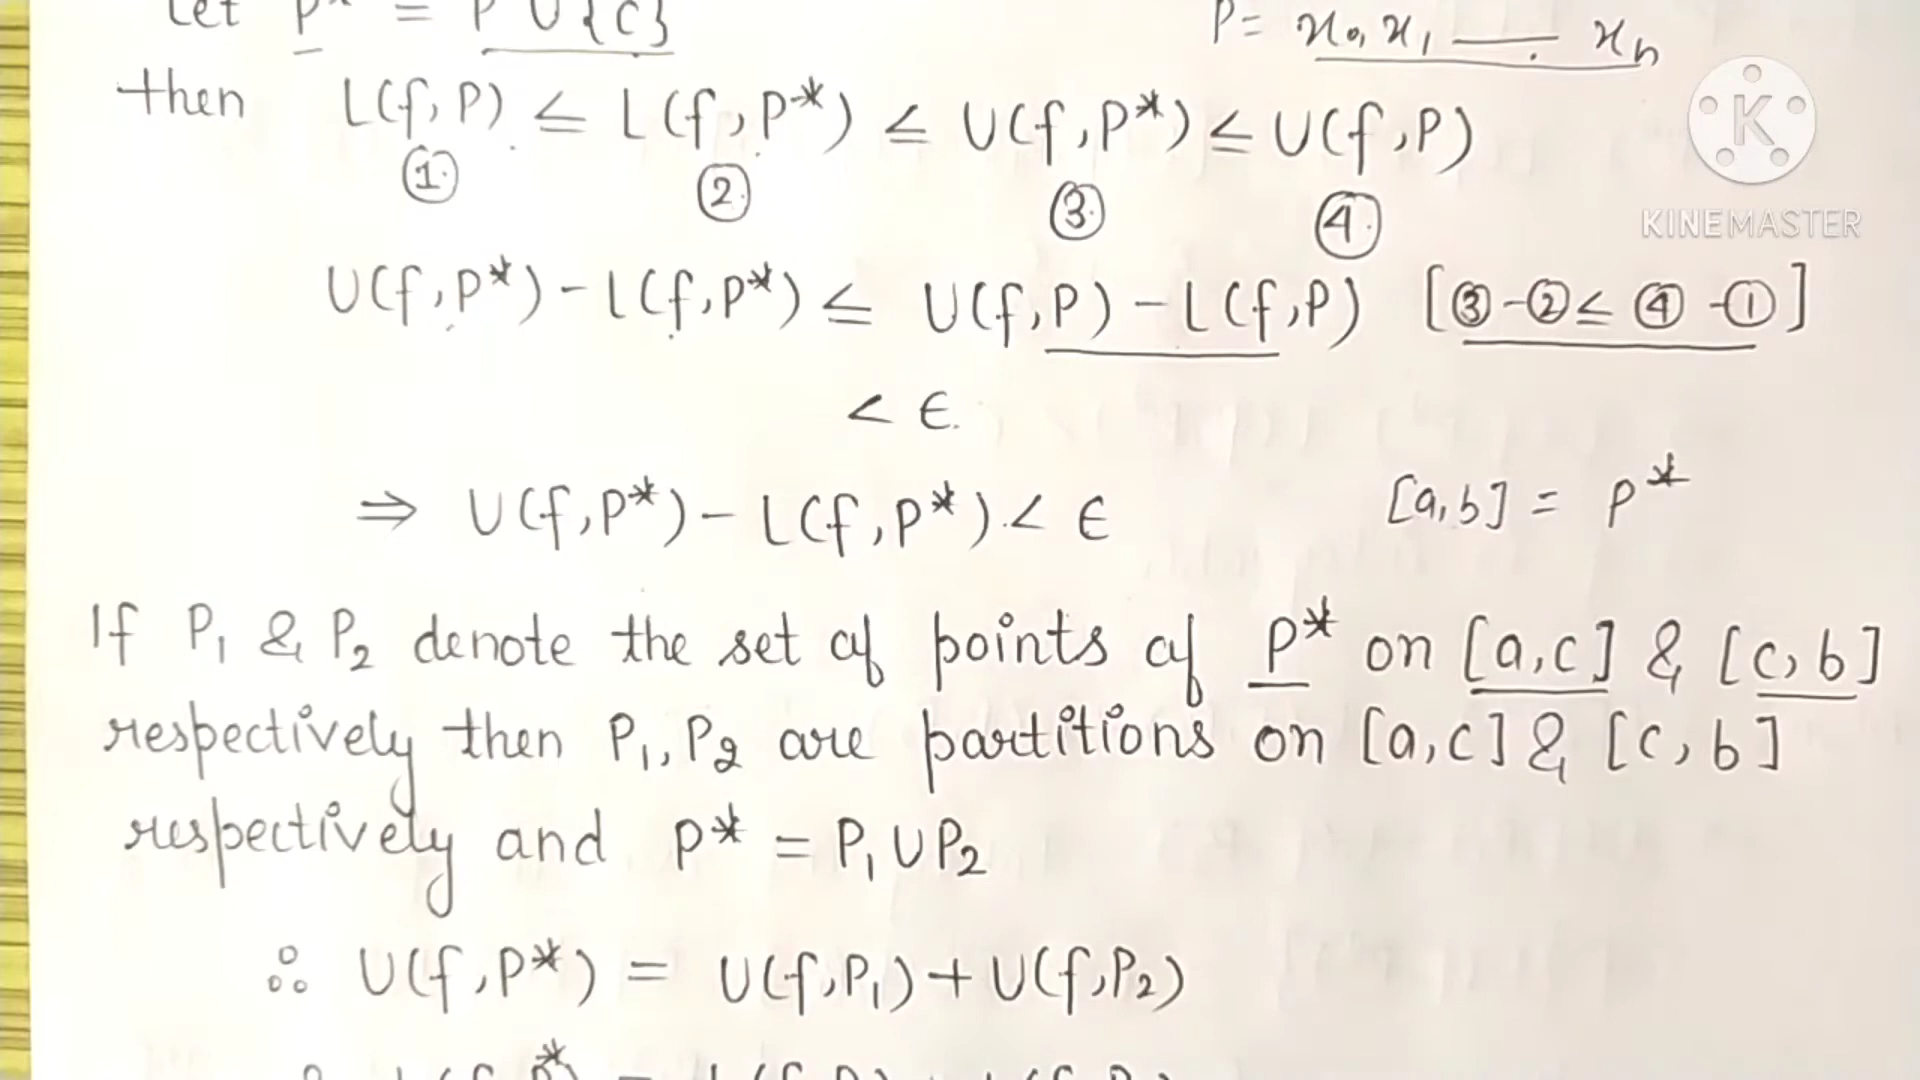 Let P* = P ∪ {c}
P = x₀, x₁ —— . xₙ
then L(f,P) ≤ L(f,P*) ≤ U(f,P*) ≤ U(f,P)
① ② ③ ④
KINEMASTER
U(f,P*) - L(f,P*) ≤ U(f,P) - L(f,P) [③-②≤ ④ -①]
< ϵ.
⇒ U(f,P*) - L(f,P*) < ϵ
[a,b] = P*
If P₁ & P₂ denote the set of points of P* on [a,c] & [c,b]
respectively then P₁,P₂ are partitions on [a,c] & [c,b]
respectively and P* = P₁ ∪ P₂
∴ U(f,P*) = U(f,P₁) + U(f,P₂)